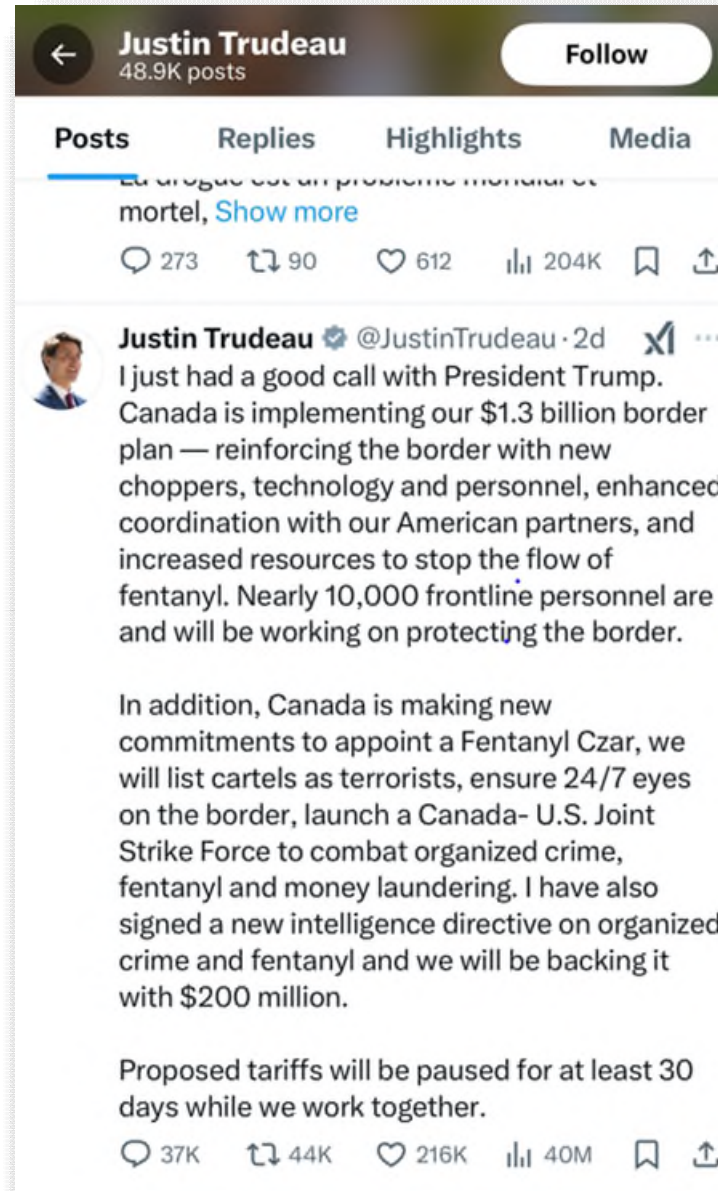 Justin Trudeau
48.9K posts
Follow
Posts Replies Highlights Media
La drogue est un problème mondial et
mortel, Show more
273 90 612 204K
Justin Trudeau @JustinTrudeau · 2d
I just had a good call with President Trump.
Canada is implementing our $1.3 billion border
plan — reinforcing the border with new
choppers, technology and personnel, enhanced
coordination with our American partners, and
increased resources to stop the flow of
fentanyl. Nearly 10,000 frontline personnel are
and will be working on protecting the border.
In addition, Canada is making new
commitments to appoint a Fentanyl Czar, we
will list cartels as terrorists, ensure 24/7 eyes
on the border, launch a Canada- U.S. Joint
Strike Force to combat organized crime,
fentanyl and money laundering. I have also
signed a new intelligence directive on organized
crime and fentanyl and we will be backing it
with $200 million.
Proposed tariffs will be paused for at least 30
days while we work together.
37K 44K 216K 40M